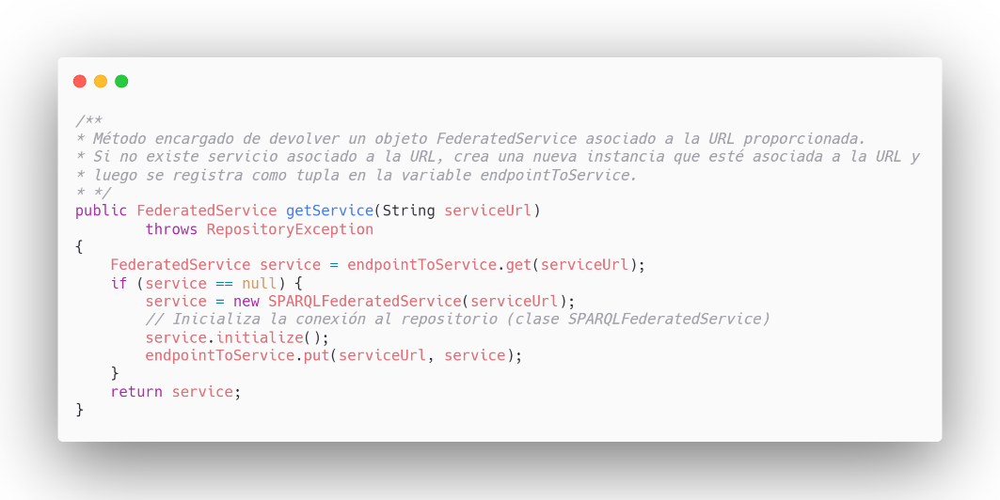 /**
* Método encargado de devolver un objeto FederatedService asociado a la URL proporcionada.
* Si no existe servicio asociado a la URL, crea una nueva instancia que esté asociada a la URL y
* luego se registra como tupla en la variable endpointToService.
* */
public FederatedService getService(String serviceUrl)
        throws RepositoryException
{
    FederatedService service = endpointToService.get(serviceUrl);
    if (service == null) {
        service = new SPARQLFederatedService(serviceUrl);
        // Inicializa la conexión al repositorio (clase SPARQLFederatedService)
        service.initialize();
        endpointToService.put(serviceUrl, service);
    }
    return service;
}